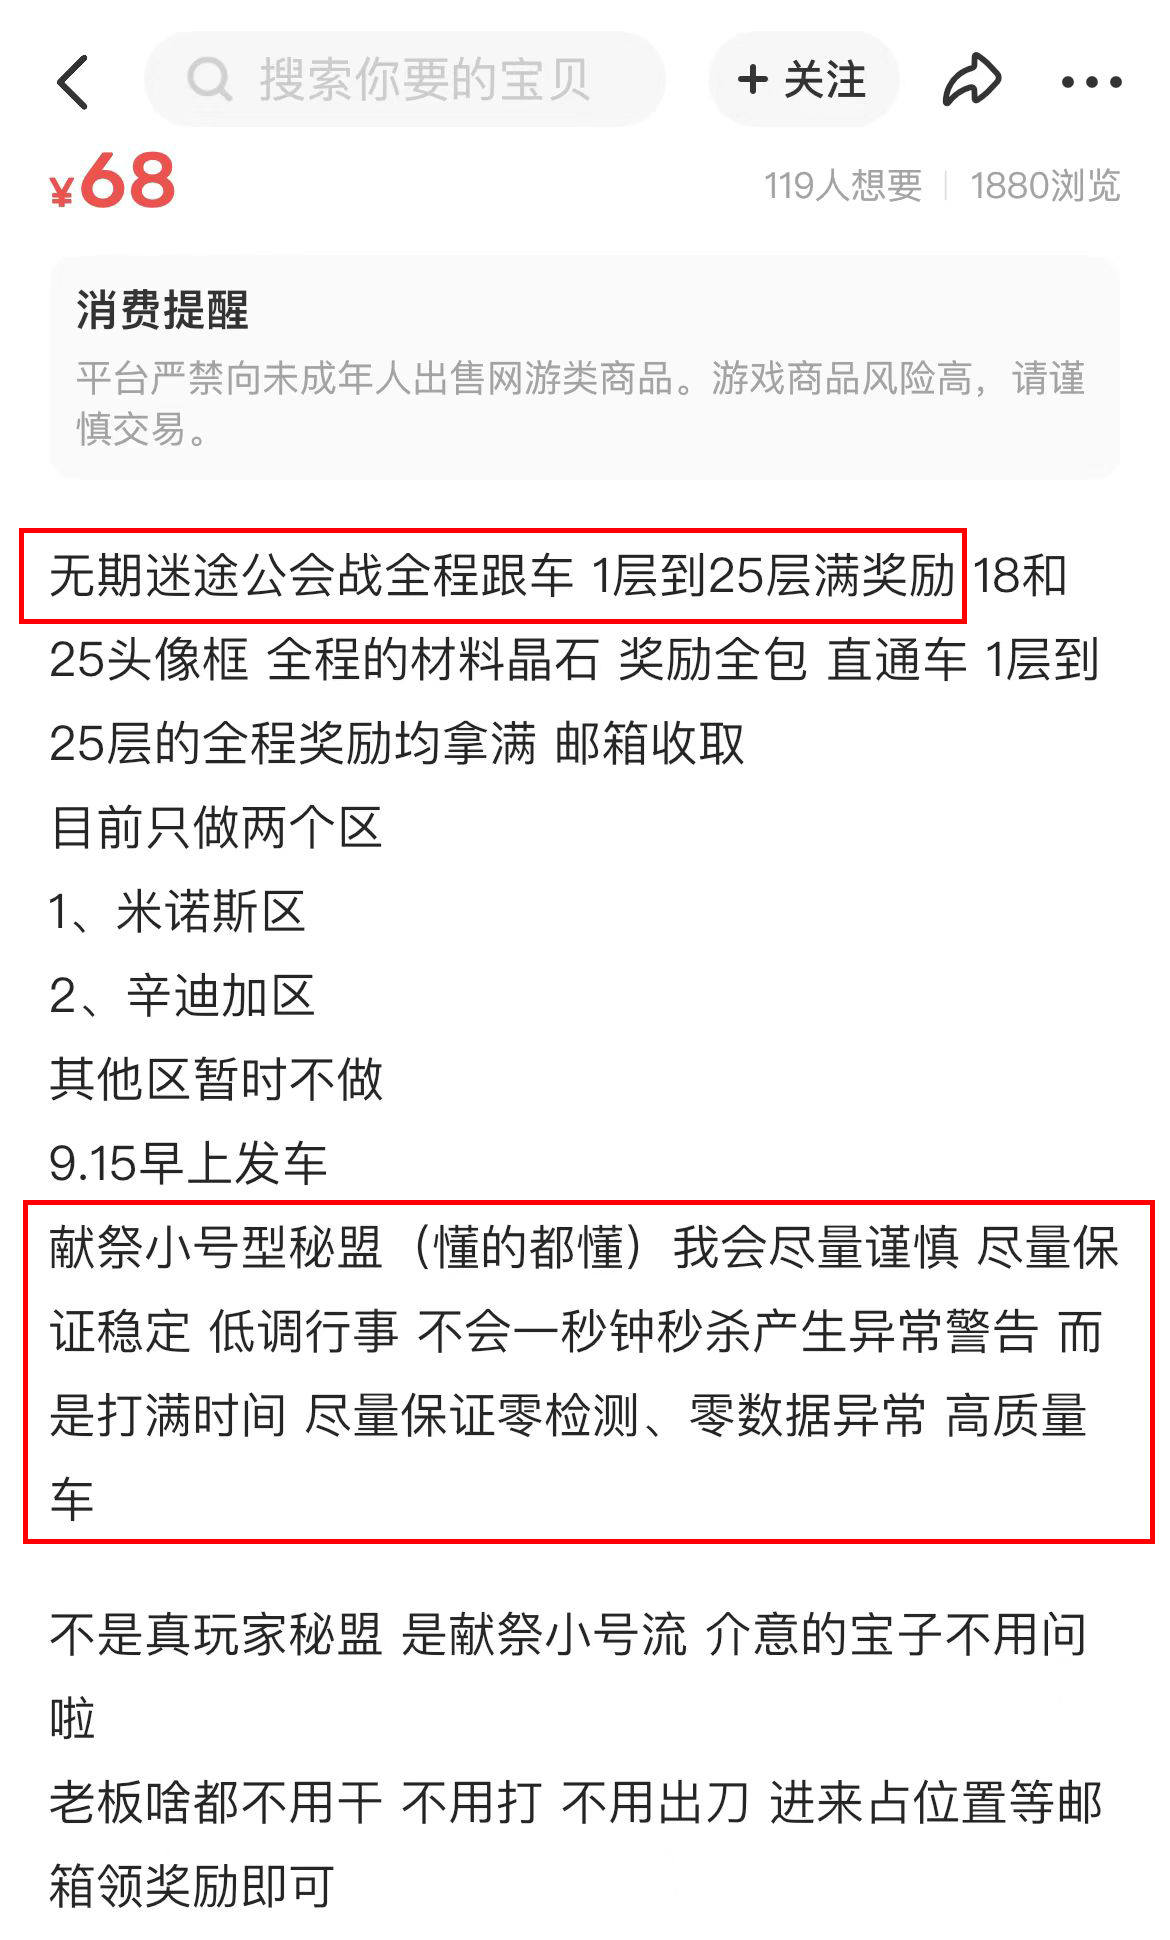 搜索你要的宝贝
+ 关注
¥68
119人想要 | 1880浏览
消费提醒
平台严禁向未成年人出售网游类商品。游戏商品风险高，请谨
慎交易。
无期迷途公会战全程跟车 1层到25层满奖励 18和
25头像框 全程的材料晶石 奖励全包 直通车 1层到
25层的全程奖励均拿满 邮箱收取
目前只做两个区
1、米诺斯区
2、辛迪加区
其他区暂时不做
9.15早上发车
献祭小号型秘盟（懂的都懂）我会尽量谨慎 尽量保
证稳定 低调行事 不会一秒钟秒杀产生异常警告 而
是打满时间 尽量保证零检测、零数据异常 高质量
车
不是真玩家秘盟 是献祭小号流 介意的宝子不用问
啦
老板啥都不用干 不用打 不用出刀 进来占位置等邮
箱领奖励即可